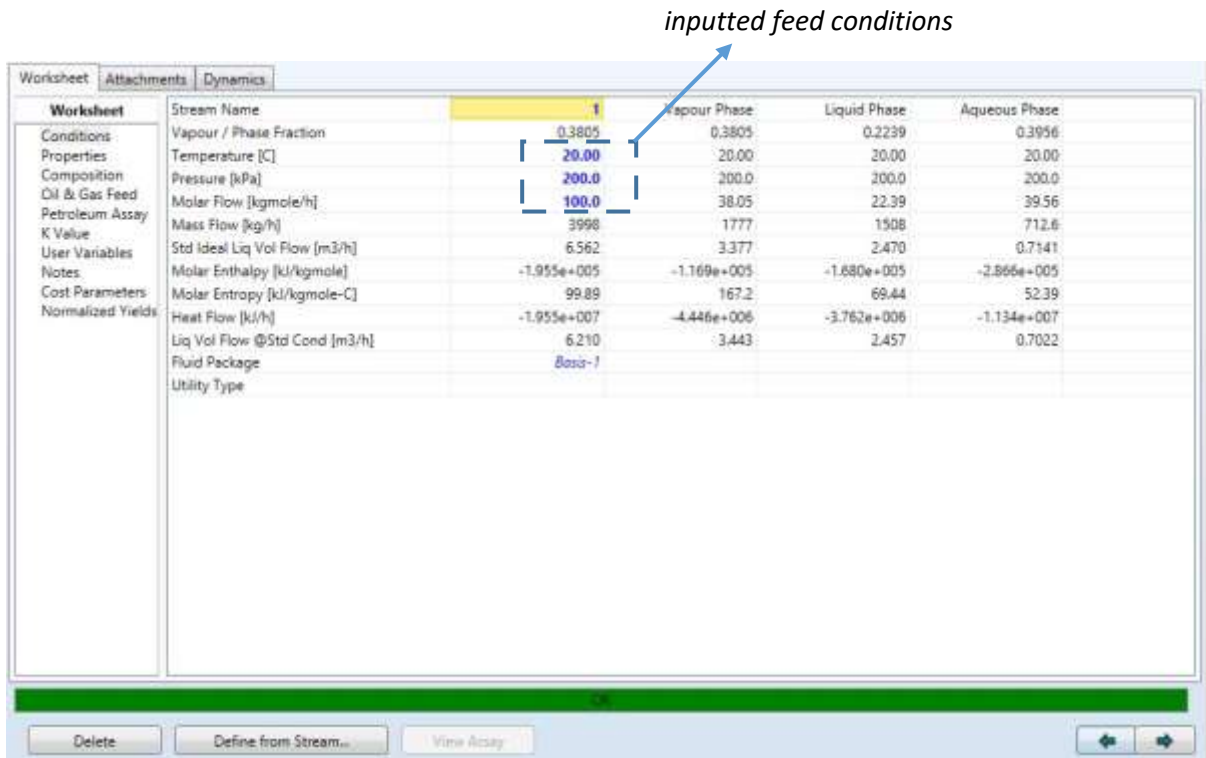 inputted feed conditions
Worksheet Attachments Dynamics
Worksheet
Conditions
Properties
Composition
Oil & Gas Feed
Petroleum Assay
K Value
User Variables
Notes
Cost Parameters
Normalized Yields
Stream Name 1 Vapour Phase Liquid Phase Aqueous Phase
Vapour / Phase Fraction 0.3805 0.3805 0.2239 0.3956
Temperature [C] 20.00 20.00 20.00 20.00
Pressure [kPa] 200.0 200.0 200.0 200.0
Molar Flow [kgmole/h] 100.0 38.05 22.39 39.56
Mass Flow [kg/h] 3998 1777 1508 712.6
Std Ideal Liq Vol Flow [m3/h] 6.562 3.377 2.470 0.7141
Molar Enthalpy [kJ/kgmole] -1.955e+005 -1.169e+005 -1.680e+005 -2.866e+005
Molar Entropy [kJ/kgmole-C] 99.89 167.2 69.44 52.39
Heat Flow [kJ/h] -1.955e+007 -4.446e+006 -3.762e+006 -1.134e+007
Liq Vol Flow @Std Cond [m3/h] 6.210 3.443 2.457 0.7022
Fluid Package Basis-1
Utility Type
OK
Delete Define from Stream... View Assay